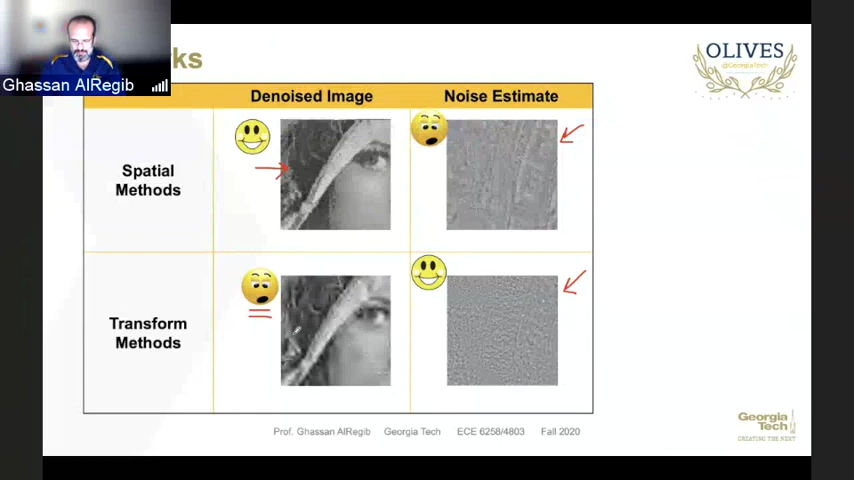 rks
OLIVES
@GeorgiaTech
Ghassan AlRegib
Denoised Image
Noise Estimate
Spatial
Methods
Transform
Methods
Prof. Ghassan AlRegib Georgia Tech ECE 6258/4803 Fall 2020
Georgia
Tech
CREATING THE NEXT